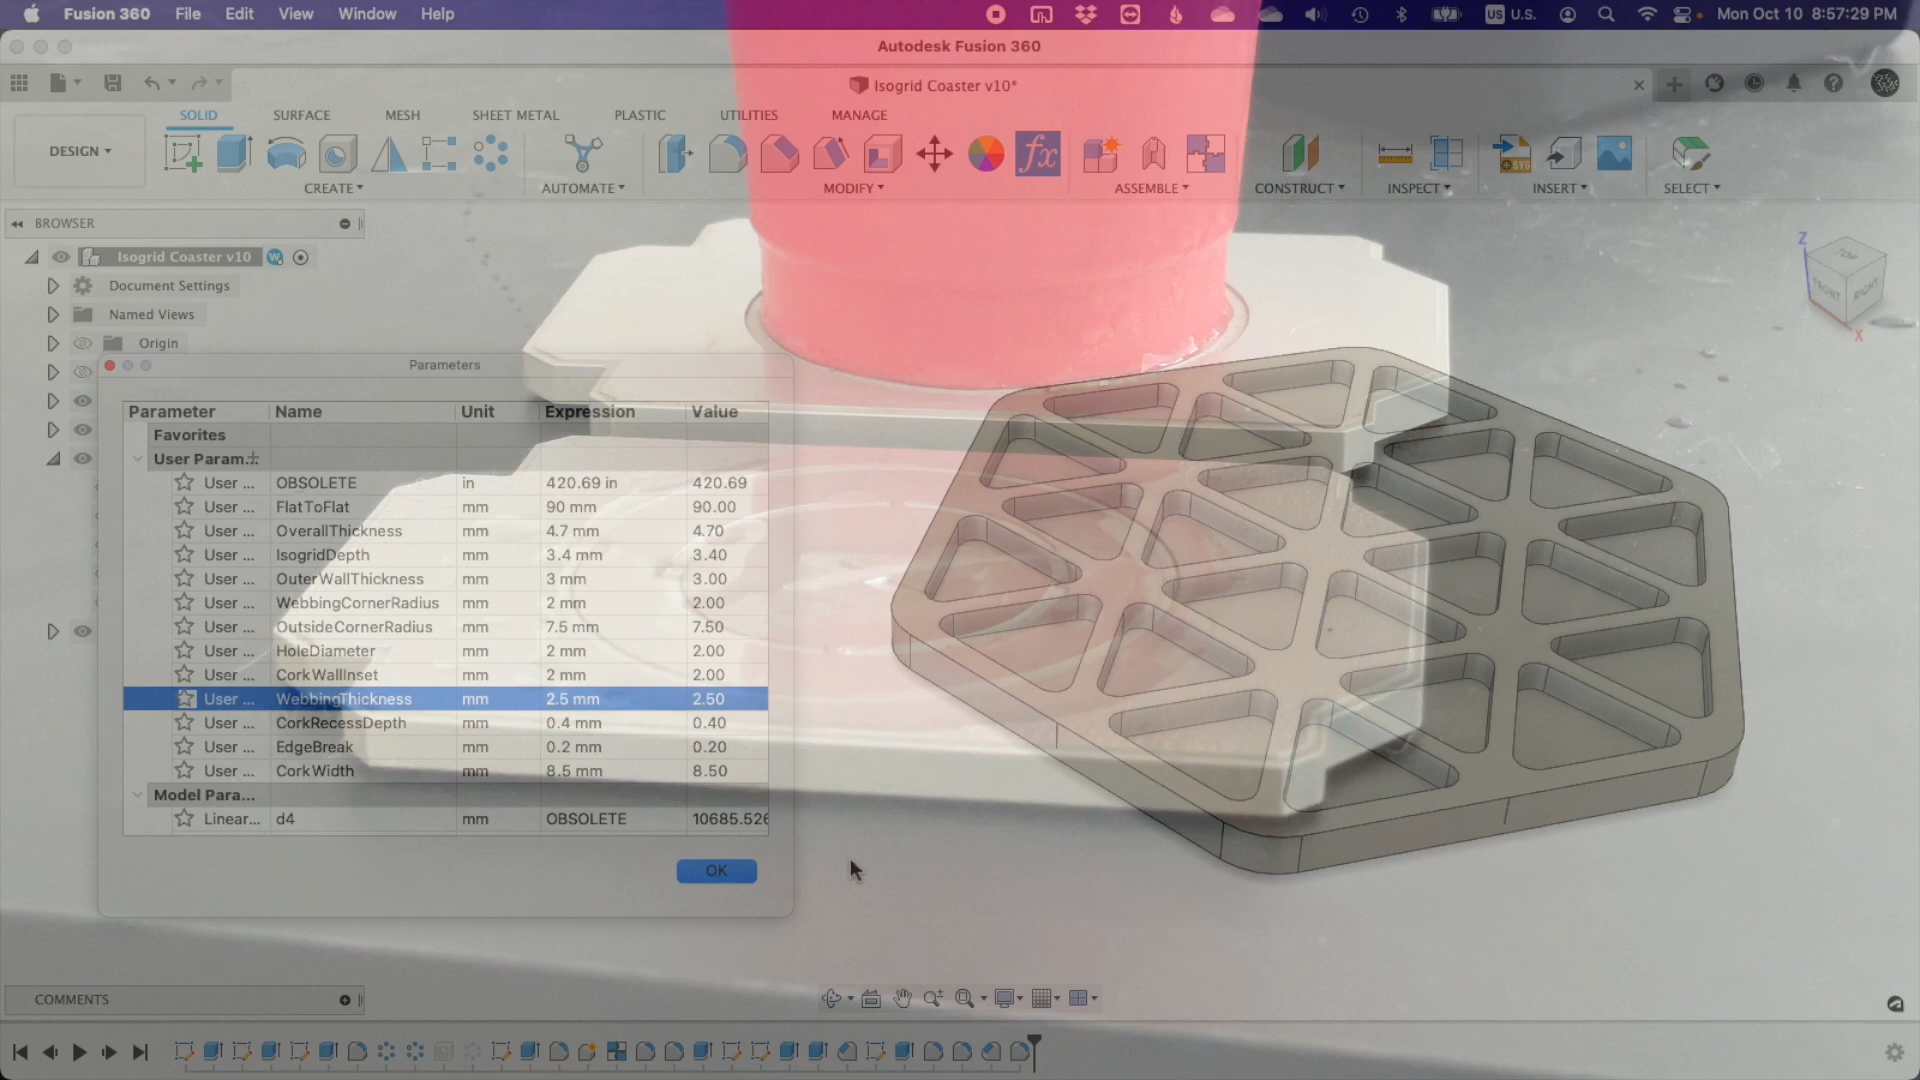 Fusion 360 File Edit View Window Help US U.S. Mon Oct 10 8:57:29 PM
Autodesk Fusion 360
Isogrid Coaster v10*
SOLID SURFACE MESH SHEET METAL PLASTIC UTILITIES MANAGE
DESIGN
fx
SVG
CREATE AUTOMATE MODIFY ASSEMBLE CONSTRUCT INSPECT INSERT SELECT
BROWSER
Isogrid Coaster v10 W
Document Settings
Named Views
Origin
Z
TOP
FRONT RIGHT
X
Parameters
Parameter Name Unit Expression Value
Favorites
User Param...
User ... OBSOLETE in 420.69 in 420.69
User ... FlatToFlat mm 90 mm 90.00
User ... OverallThickness mm 4.7 mm 4.70
User ... IsogridDepth mm 3.4 mm 3.40
User ... OuterWallThickness mm 3 mm 3.00
User ... WebbingCornerRadius mm 2 mm 2.00
User ... OutsideCornerRadius mm 7.5 mm 7.50
User ... HoleDiameter mm 2 mm 2.00
User ... CorkWallInset mm 2 mm 2.00
User ... WebbingThickness mm 2.5 mm 2.50
User ... CorkRecessDepth mm 0.4 mm 0.40
User ... EdgeBreak mm 0.2 mm 0.20
User ... CorkWidth mm 8.5 mm 8.50
Model Para...
Linear... d4 mm OBSOLETE 10685.526
OK
COMMENTS